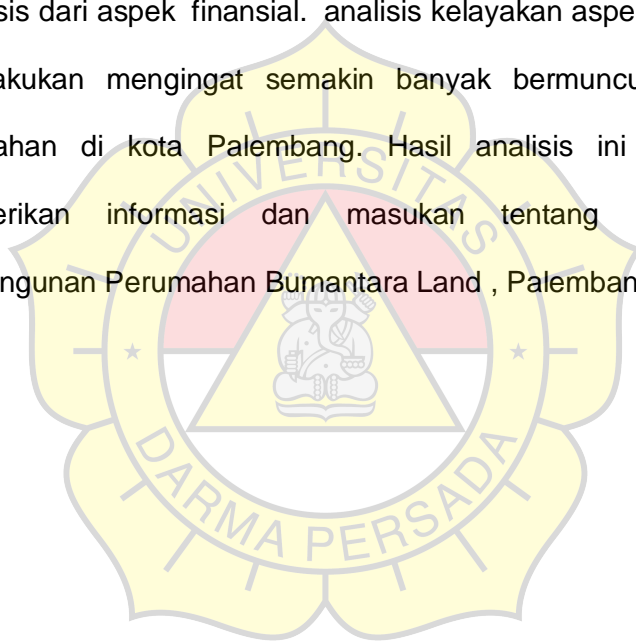 sis dari aspek finansial. analisis kelayakan aspe
akukan mengingat semakin banyak bermuncu
ahan di kota Palembang. Hasil analisis ini
erikan informasi dan masukan tentang
ngunan Perumahan Bumantara Land , Palemban
UNIVERSITAS
DARMA PERSADA